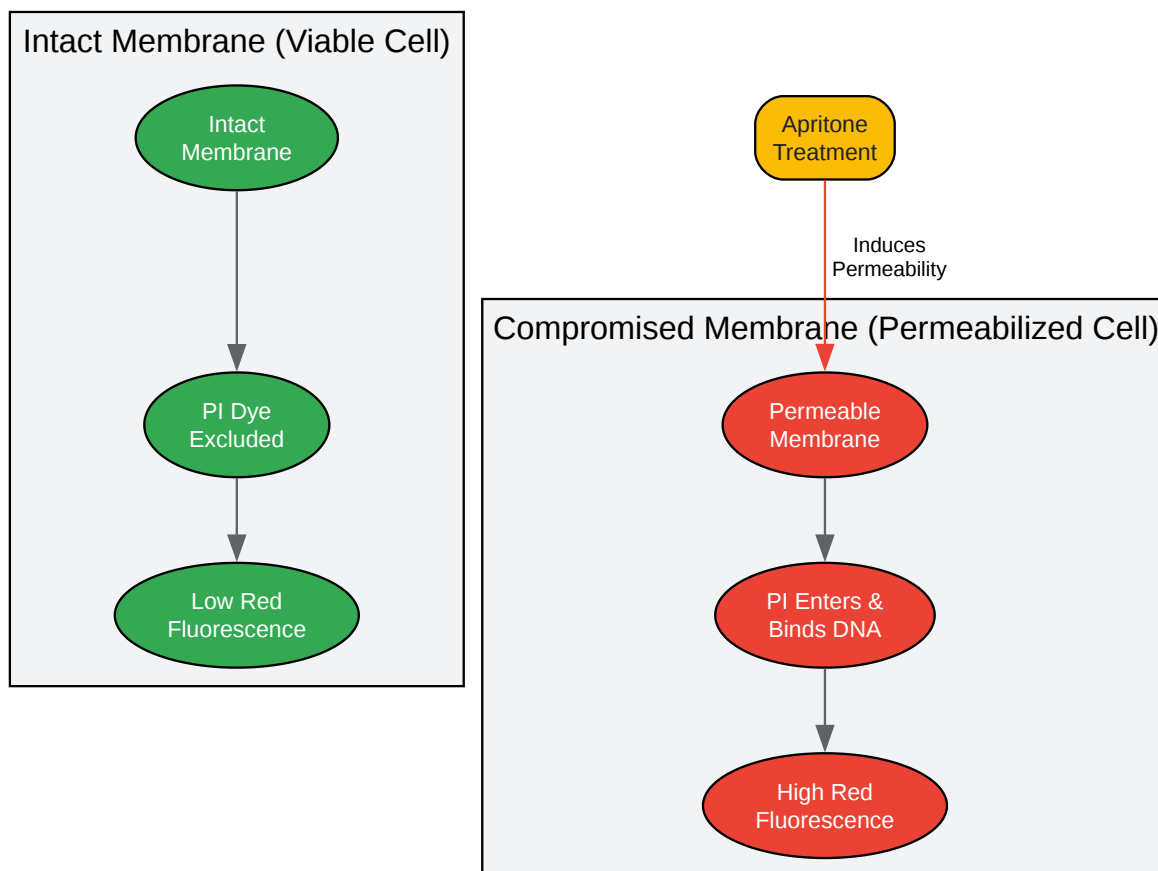 Intact Membrane (Viable Cell)
Intact
Membrane
PI Dye
Excluded
Low Red
Fluorescence
Apritone
Treatment
Induces
Permeability
Compromised Membrane (Permeabilized Cell)
Permeable
Membrane
PI Enters &
Binds DNA
High Red
Fluorescence